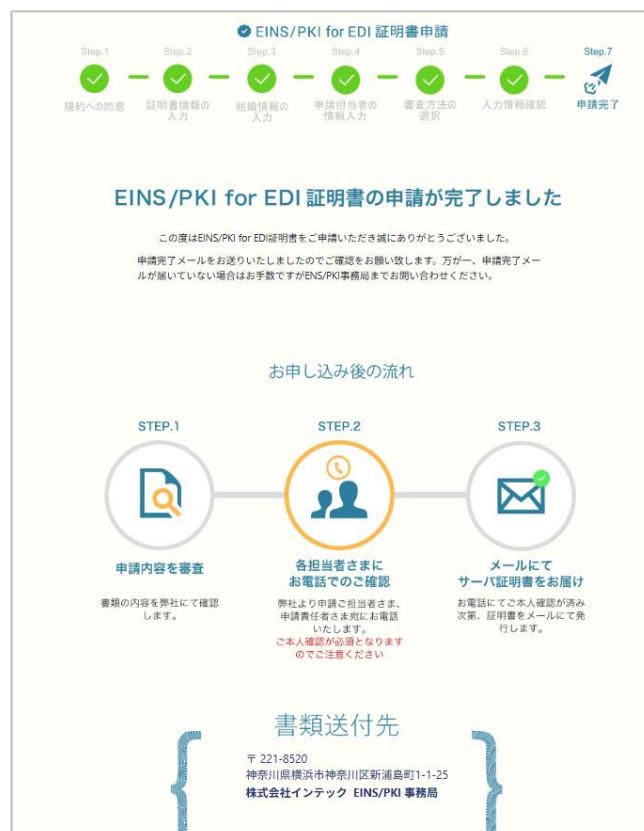 EINS/PKI for EDI 証明書申請
Step.1
Step.2
Step.3
Step.4
Step.5
Step.6
Step.7
規約への同意
証明書情報の
入力
組織情報の
入力
申請担当者の
情報入力
審査方法の
選択
入力情報確認
申請完了
EINS/PKI for EDI 証明書の申請が完了しました
この度はEINS/PKI for EDI証明書をご申請いただき誠にありがとうございました。
申請完了メールをお送りいたしましたのでご確認をお願い致します。万が一、申請完了メー
ルが届いていない場合はお手数ですがENS/PKI事務局までお問い合わせください。
お申し込み後の流れ
STEP.1
申請内容を審査
書類の内容を弊社にて確認
します。
STEP.2
各担当者さまに
お電話でのご確認
弊社より申請ご担当者さま、
申請責任者さま宛にお電話
いたします。
ご本人確認が必須となります
のでご注意ください
STEP.3
メールにて
サーバ証明書をお届け
お電話にてご本人確認が済み
次第、証明書をメールにて発
行します。
書類送付先
〒 221-8520
神奈川県横浜市神奈川区新浦島町1-1-25
株式会社インテック EINS/PKI 事務局